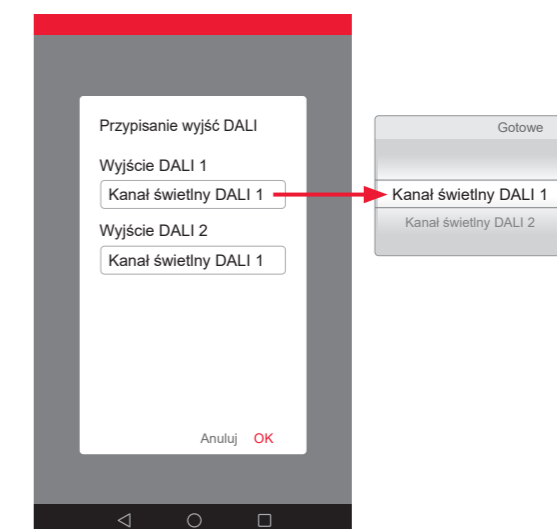 Przypisanie wyjść DALI
Wyjście DALI 1
Kanał świetlny DALI 1
Wyjście DALI 2
Kanał świetlny DALI 1
Anuluj OK
Gotowe
Kanał świetlny DALI 1
Kanał świetlny DALI 2